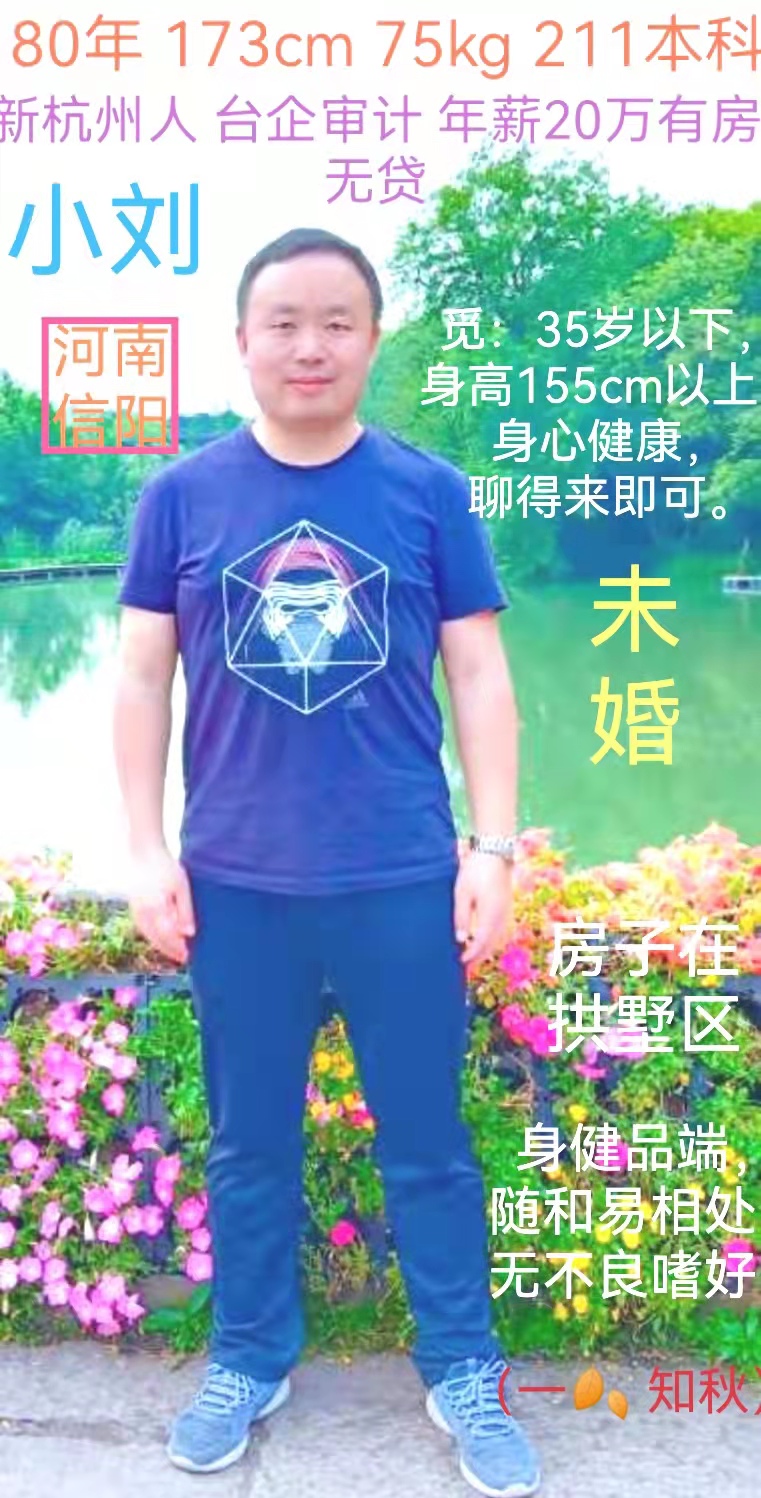 80年 173cm 75kg 211本科
新杭州人 台企审计 年薪20万有房
无贷
小刘
河南
信阳
觅：35岁以下，
身高155cm以上
身心健康，
聊得来即可。
未
婚
房子在
拱墅区
身健品端，
随和易相处
无不良嗜好
（一🍂 知秋）